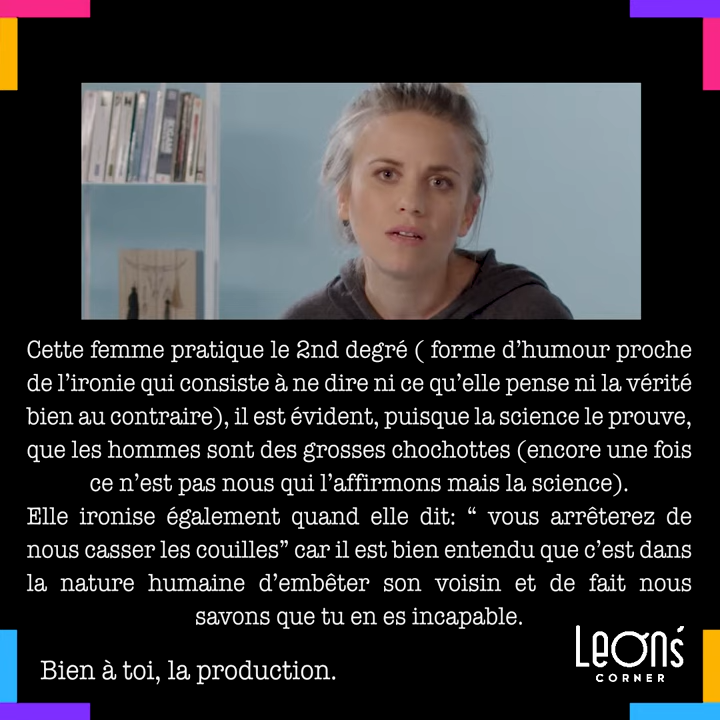 Cette femme pratique le 2nd degré ( forme d’humour proche
de l’ironie qui consiste à ne dire ni ce qu’elle pense ni la vérité
bien au contraire), il est évident, puisque la science le prouve,
que les hommes sont des grosses chochottes (encore une fois
ce n’est pas nous qui l’affirmons mais la science).
Elle ironise également quand elle dit: “ vous arrêterez de
nous casser les couilles” car il est bien entendu que c’est dans
la nature humaine d’embêter son voisin et de fait nous
savons que tu en es incapable.
Bien à toi, la production.
Leon's
CORNER